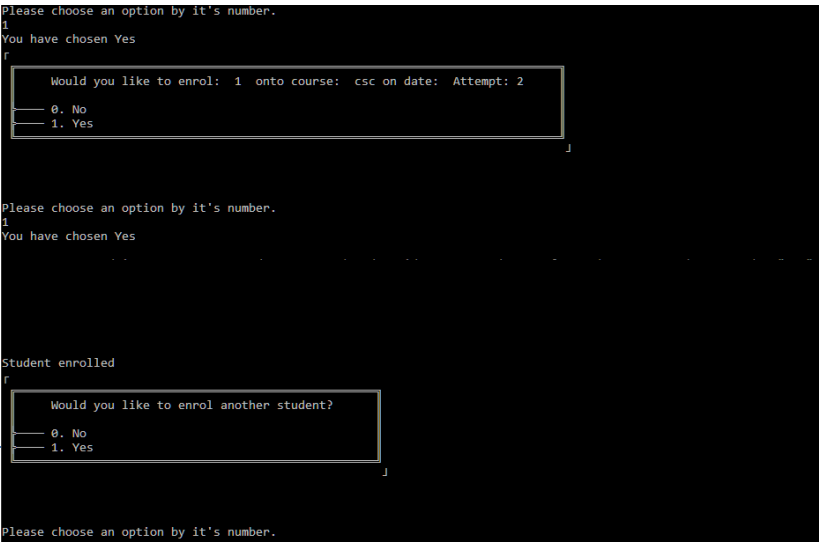 Please choose an option by it's number.
1
You have chosen Yes
Would you like to enrol:  1  onto course:  csc on date:  Attempt: 2
0. No
1. Yes
Please choose an option by it's number.
1
You have chosen Yes
Student enrolled
Would you like to enrol another student?
0. No
1. Yes
Please choose an option by it's number.